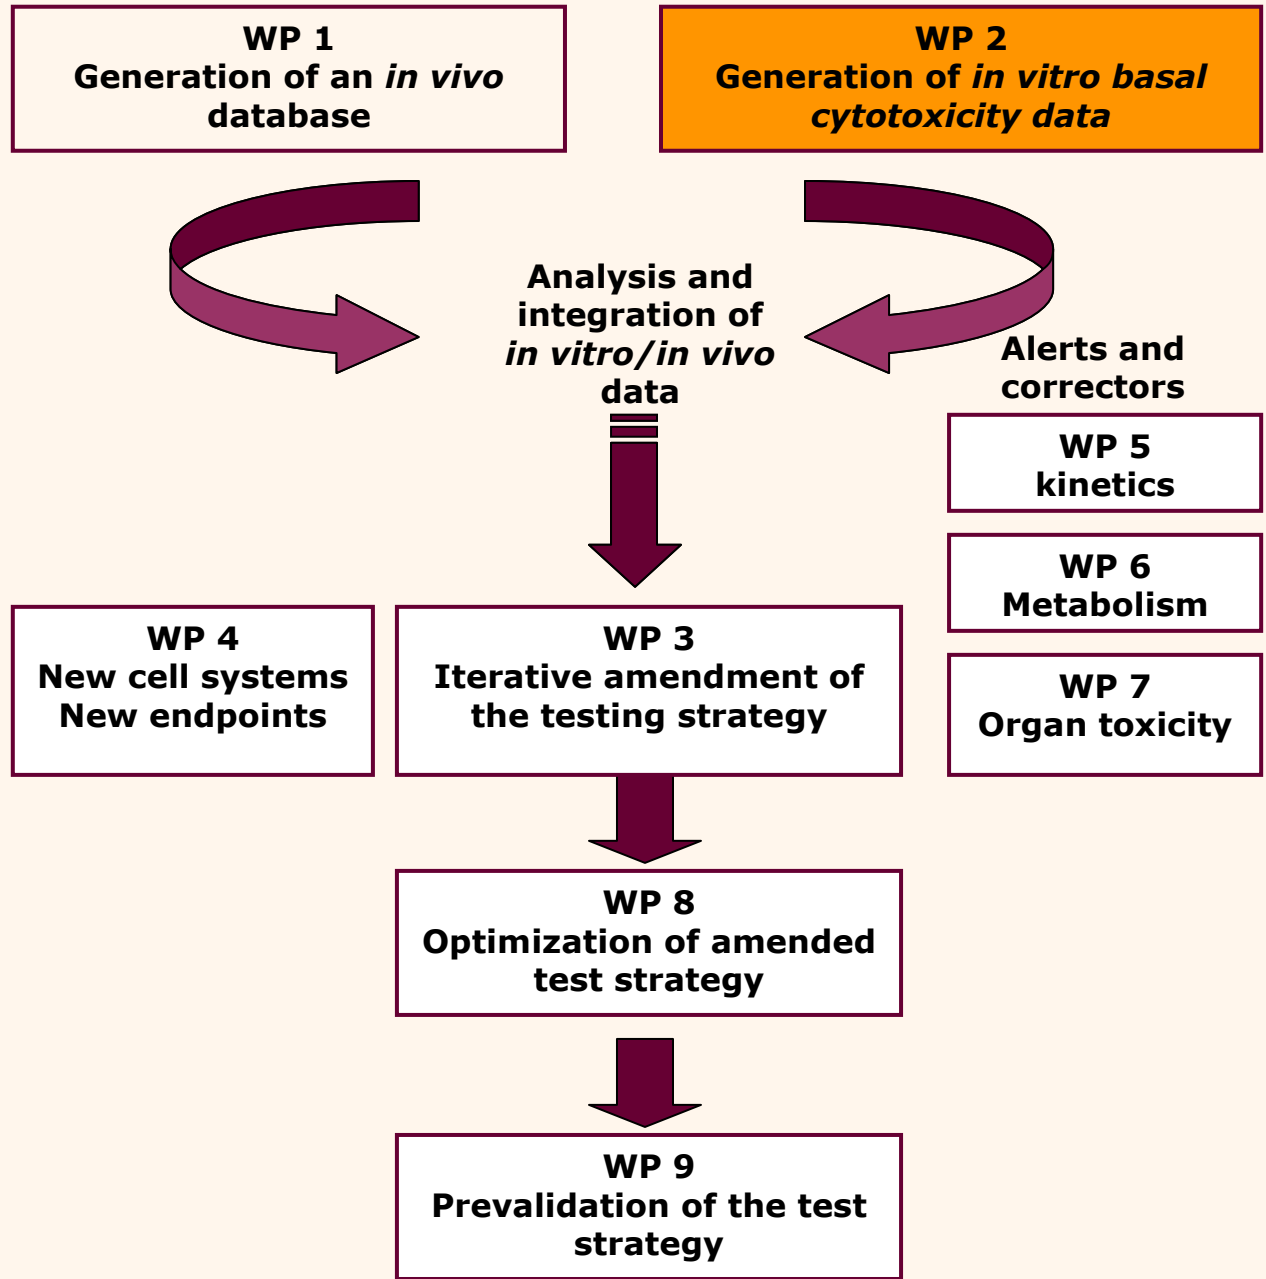 WP 1
Generation of an in vivo
database
WP 2
Generation of in vitro basal
cytotoxicity data
Analysis and
integration of
in vitro/in vivo
data
Alerts and
correctors
WP 5
kinetics
WP 6
Metabolism
WP 7
Organ toxicity
WP 4
New cell systems
New endpoints
WP 3
Iterative amendment of
the testing strategy
WP 8
Optimization of amended
test strategy
WP 9
Prevalidation of the test
strategy